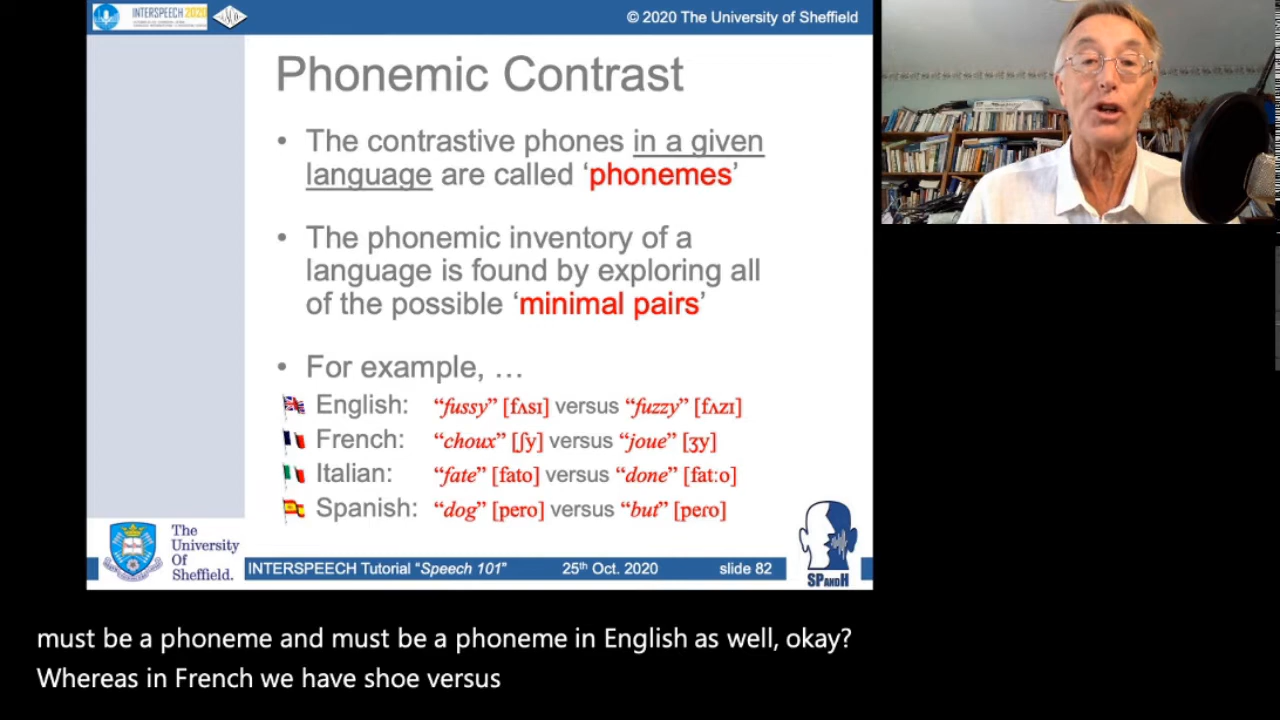 INTERSPEECH 2020
© 2020 The University of Sheffield
Phonemic Contrast
• The contrastive phones in a given
language are called ‘phonemes’
• The phonemic inventory of a
language is found by exploring all
of the possible ‘minimal pairs’
• For example, …
English: “fussy” [fʌsɪ] versus “fuzzy” [fʌzɪ]
French: “choux” [ʃy] versus “joue” [ʒy]
Italian: “fate” [fato] versus “done” [fatːo]
Spanish: “dog” [pero] versus “but” [peɾo]
The
University
Of
Sheffield.
INTERSPEECH Tutorial “Speech 101” 25th Oct. 2020 slide 82
SPANDH
must be a phoneme and must be a phoneme in English as well, okay?
Whereas in French we have shoe versus